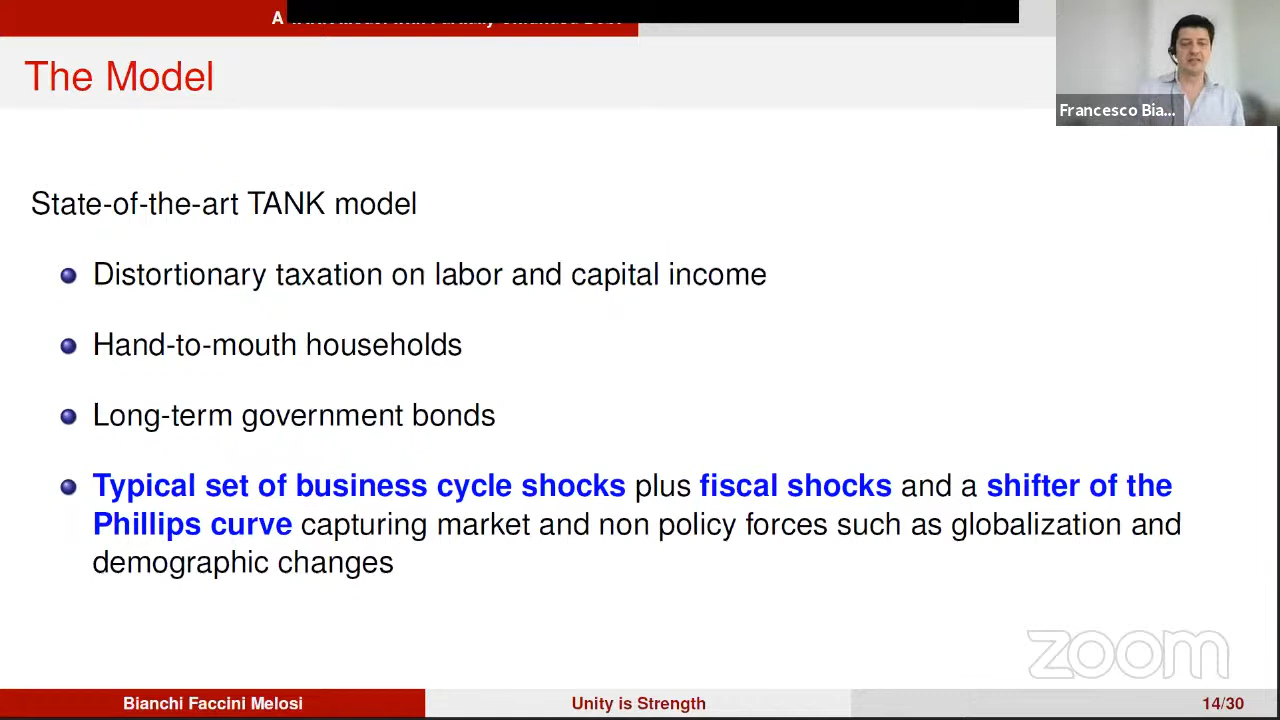 A
The Model
Francesco Bia...
State-of-the-art TANK model
Distortionary taxation on labor and capital income
Hand-to-mouth households
Long-term government bonds
Typical set of business cycle shocks plus fiscal shocks and a shifter of the
Phillips curve capturing market and non policy forces such as globalization and
demographic changes
zoom
Bianchi Faccini Melosi
Unity is Strength
14/30